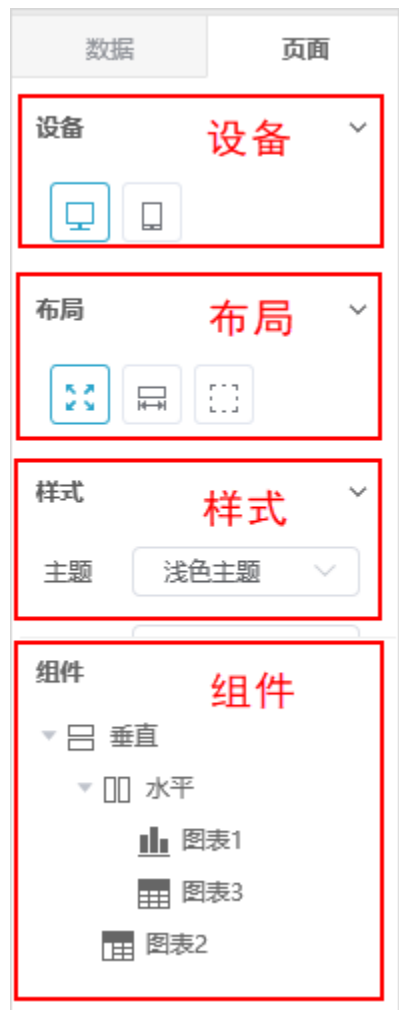 数据 页面
设备 设备
布局 布局
样式 样式
主题 浅色主题
组件 组件
垂直
水平
图表1
图表3
图表2